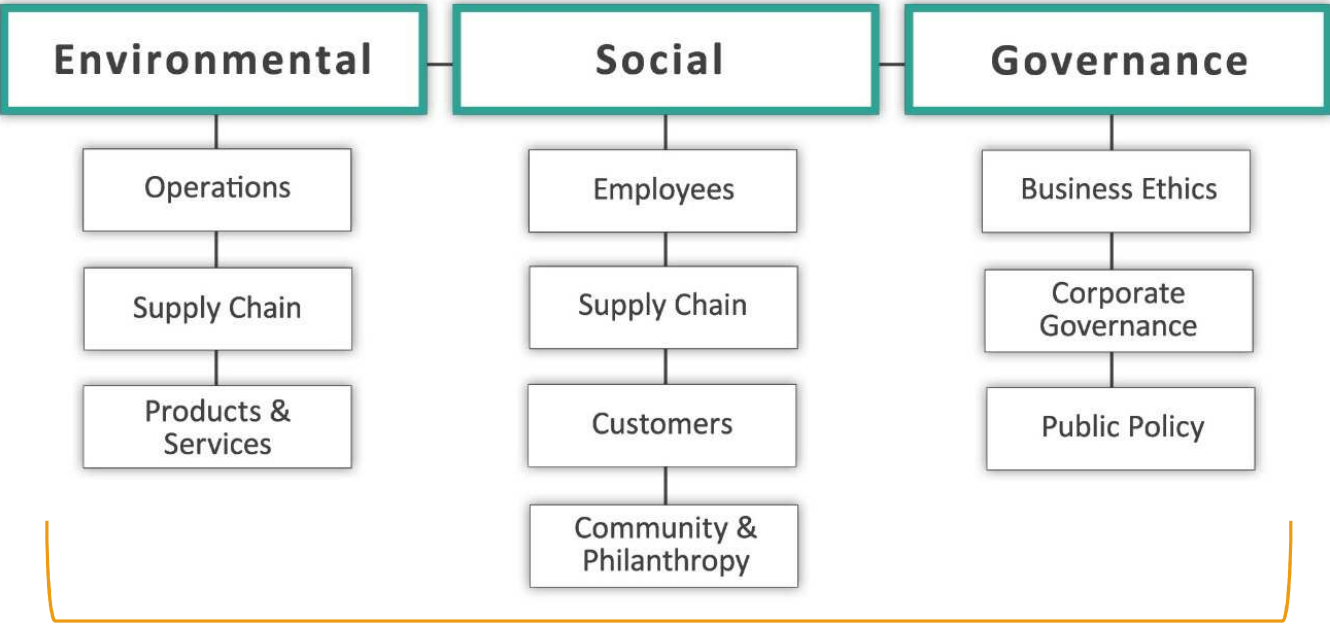 Environmental
Social
Governance
Operations
Supply Chain
Products &
Services
Employees
Supply Chain
Customers
Community &
Philanthropy
Business Ethics
Corporate
Governance
Public Policy